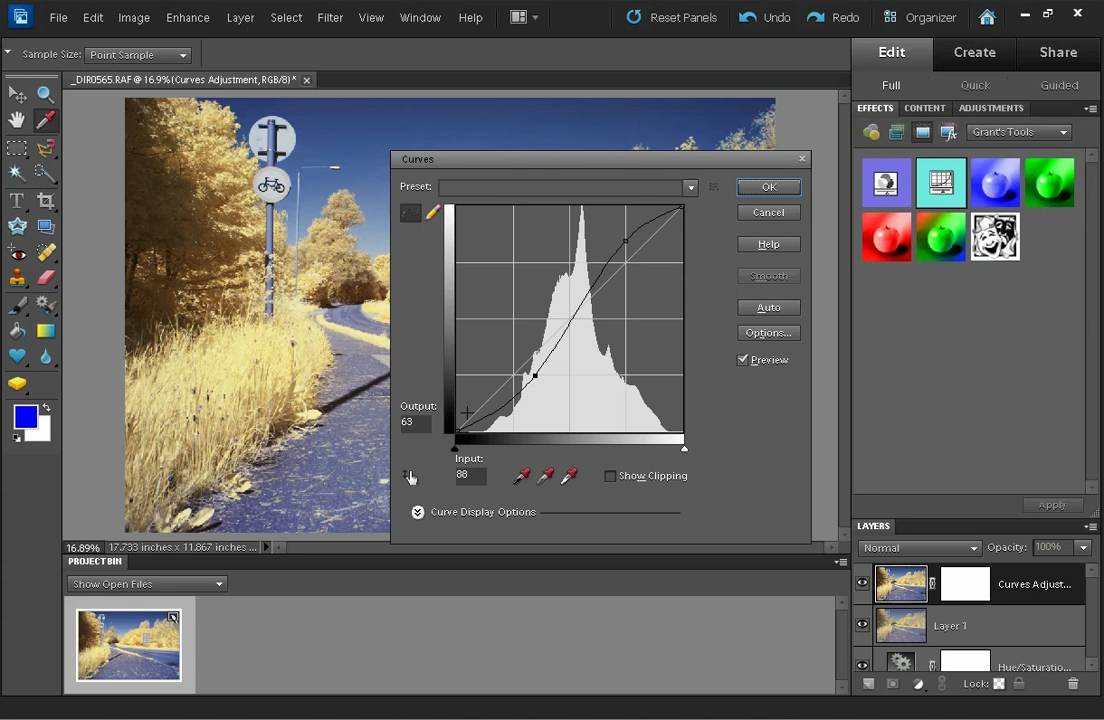 File Edit Image Enhance Layer Select Filter View Window Help Reset Panels Undo Redo Organizer
Sample Size: Point Sample
Edit Create Share
_DIR0565.RAF @ 16.9%(Curves Adjustment,RGB/8)*
Full Quick Guided
EFFECTS CONTENT ADJUSTMENTS
Grant's Tools
Curves
Preset:
OK
Cancel
Help
Smooth
Auto
Options...
Preview
Output:
63
Input:
88
Show Clipping
Curve Display Options
Apply
LAYERS
Normal Opacity: 100%
Curves Adjust...
Layer 1
Hue/Saturatio...
Lock:
16.89% 17.733 inches x 11.867 inches ...
PROJECT BIN
Show Open Files
T